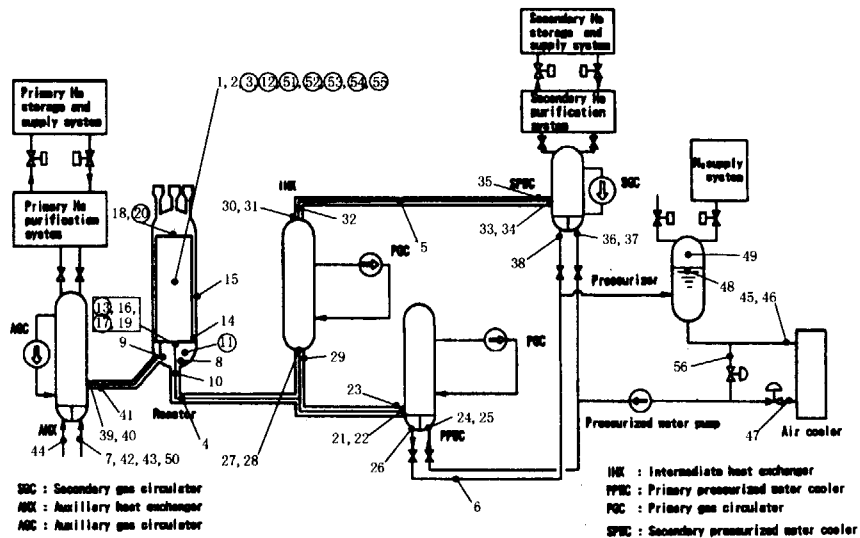 Secondary He
storage and
supply system
Primary He
storage and
supply system
1, 2, 3, 12, 51, 52, 53, 54, 55
Secondary He
purification
system
N₂ supply
system
Primary He
purification
system
18, 20
IHX
30, 31
32
5
35
SPWC
SGC
33, 34
38
36, 37
49
48
45, 46
Pressurizer
15
PGC
13, 16,
17, 19
14
11
9
8
10
AGC
29
PGC
56
23
24, 25
21, 22
PPWC
26
41
39, 40
Reactor
4
27, 28
Pressurized water pump
47
Air cooler
AHX
44
7, 42, 43, 50
6
SGC : Secondary gas circulator
AHX : Auxiliary heat exchanger
AGC : Auxiliary gas circulator
IHX : Intermediate heat exchanger
PPWC : Primary pressurized water cooler
PGC : Primary gas circulator
SPWC : Secondary pressurized water cooler